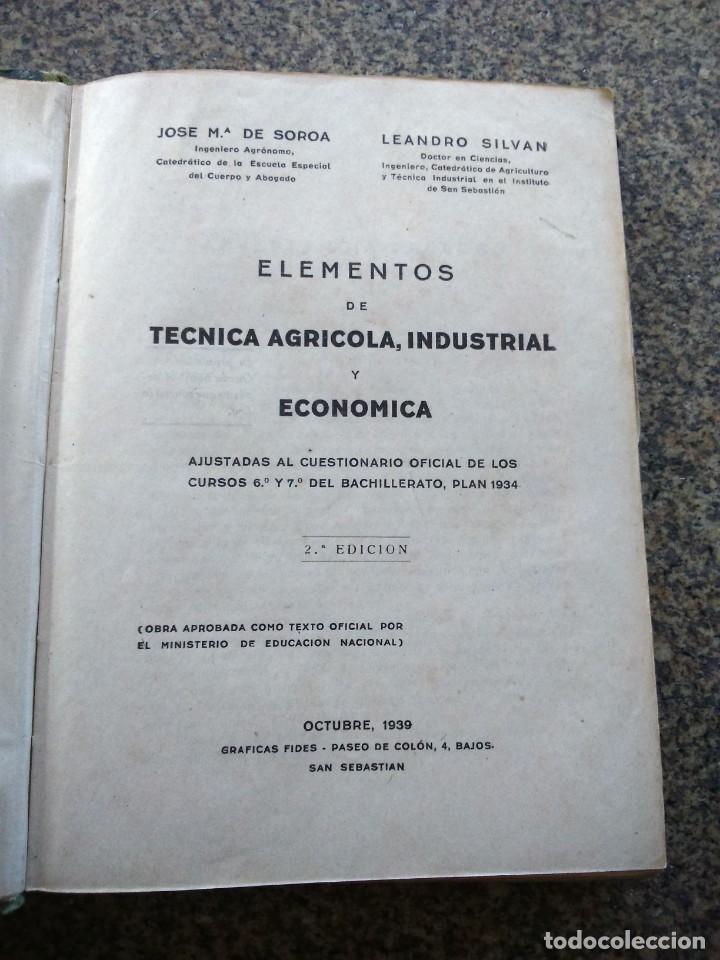 JOSE M.ª DE SOROA
Ingeniero Agrónomo,
Catedrático de la Escuela Especial
del Cuerpo y Abogado
LEANDRO SILVAN
Doctor en Ciencias,
Ingeniero, Catedrático de Agricultura
y Técnica Industrial en el Instituto
de San Sebastián
ELEMENTOS
DE
TECNICA AGRICOLA, INDUSTRIAL
Y
ECONOMICA
AJUSTADAS AL CUESTIONARIO OFICIAL DE LOS
CURSOS 6.º Y 7.º DEL BACHILLERATO, PLAN 1934
2.ª EDICION
(OBRA APROBADA COMO TEXTO OFICIAL POR
EL MINISTERIO DE EDUCACION NACIONAL)
OCTUBRE, 1939
GRAFICAS FIDES - PASEO DE COLÓN, 4, BAJOS
SAN SEBASTIAN
todocoleccion